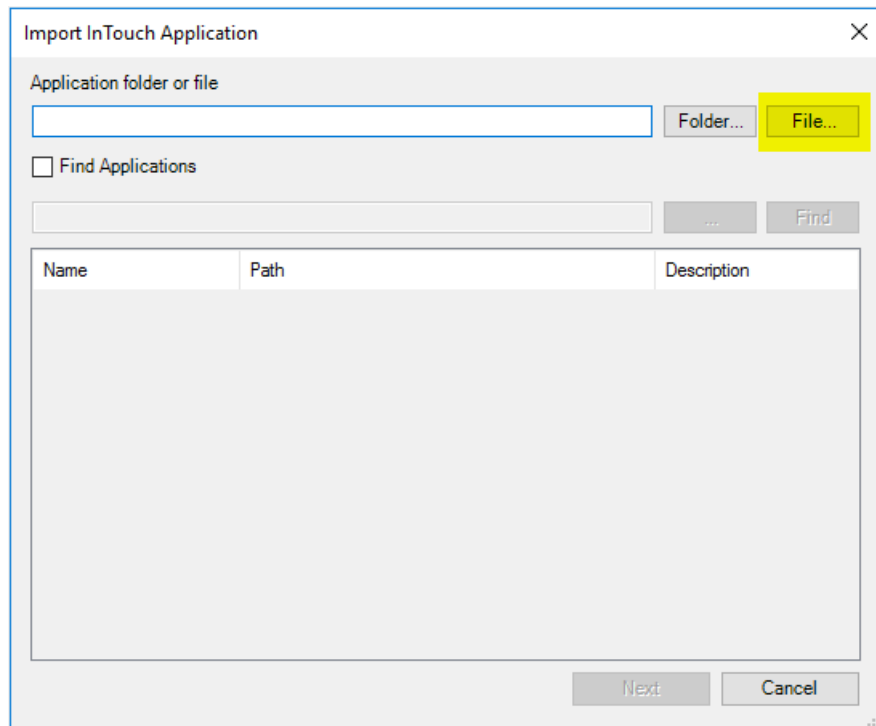 Import InTouch Application
Application folder or file
Folder... File...
Find Applications
... Find
Name Path Description
Next Cancel